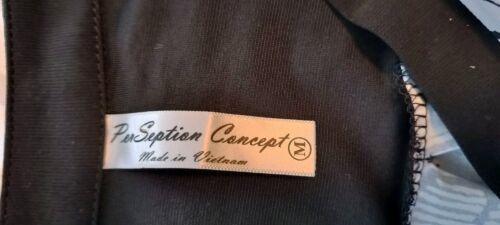 PerSeption Concept M
Made in Vietnam